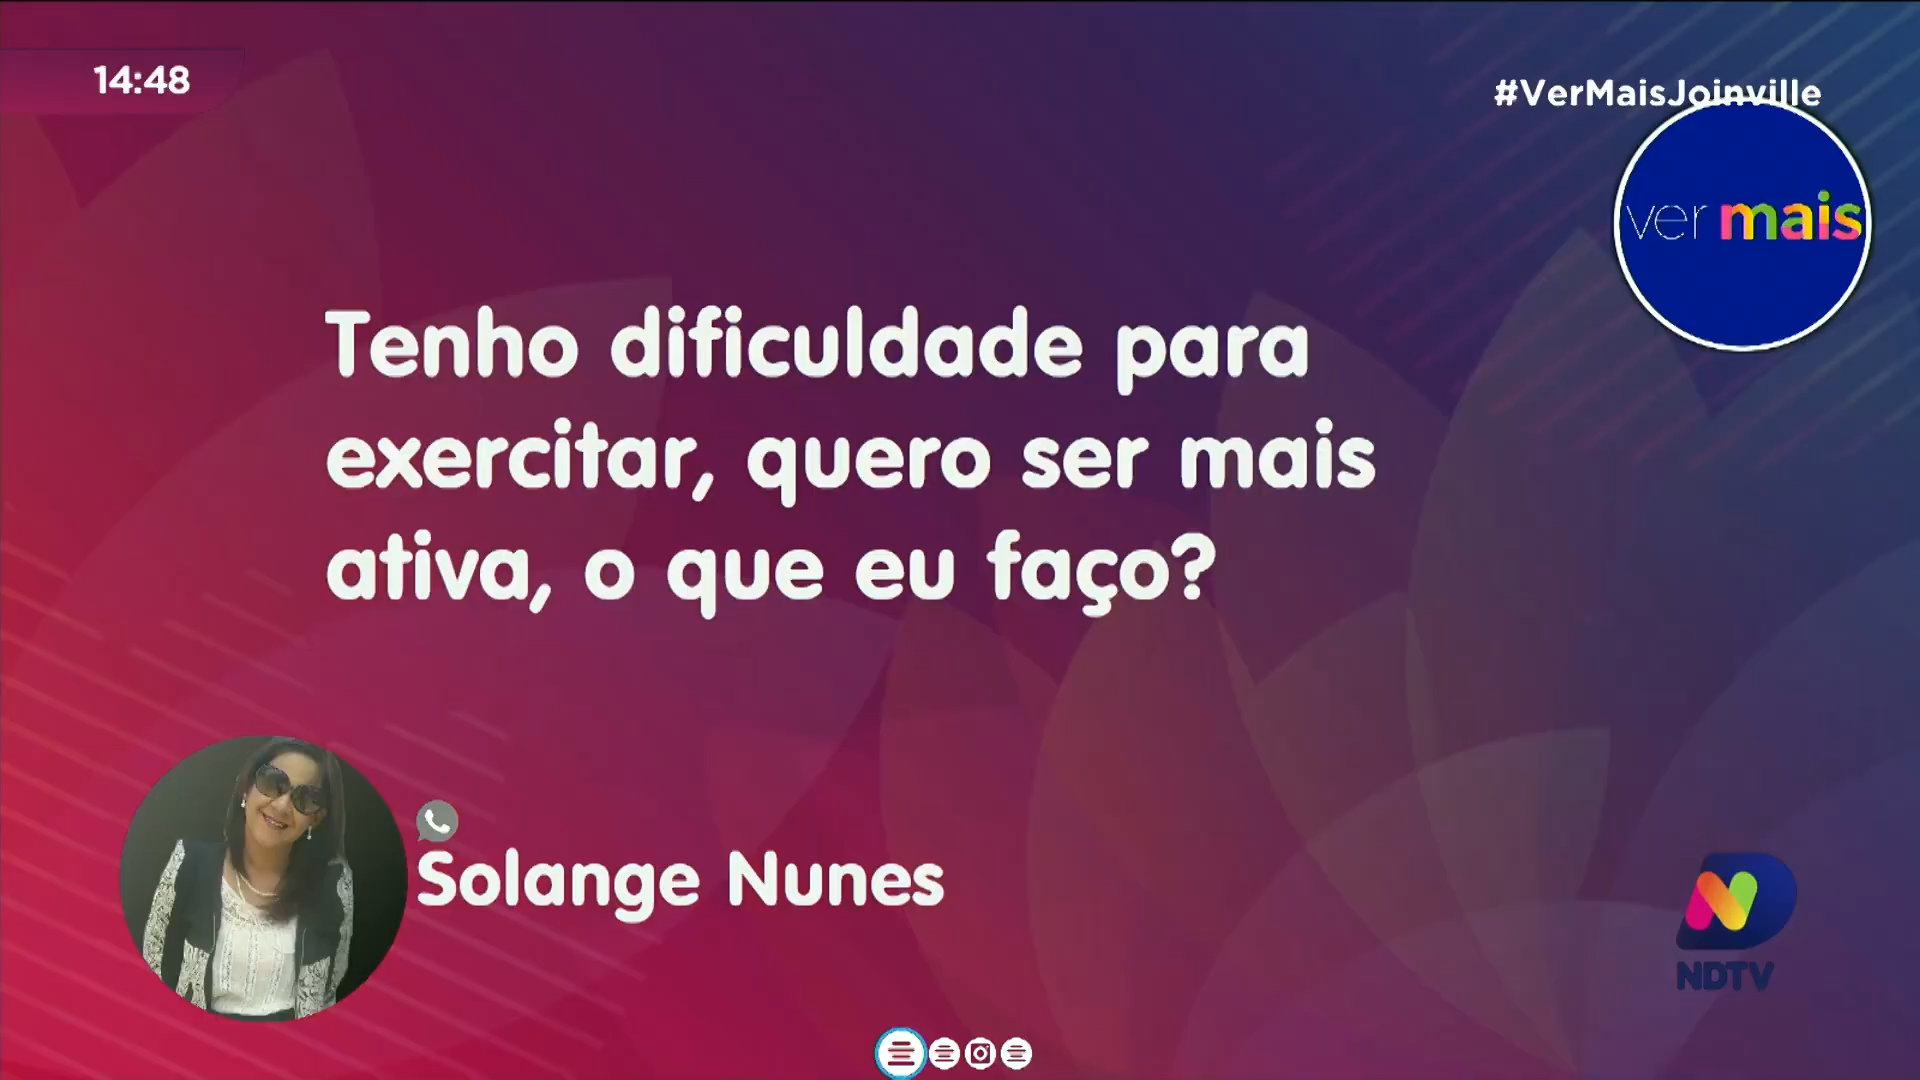 14:48
#VerMaisJoinville
ver mais
Tenho dificuldade para
exercitar, quero ser mais
ativa, o que eu faço?
Solange Nunes
NDTV